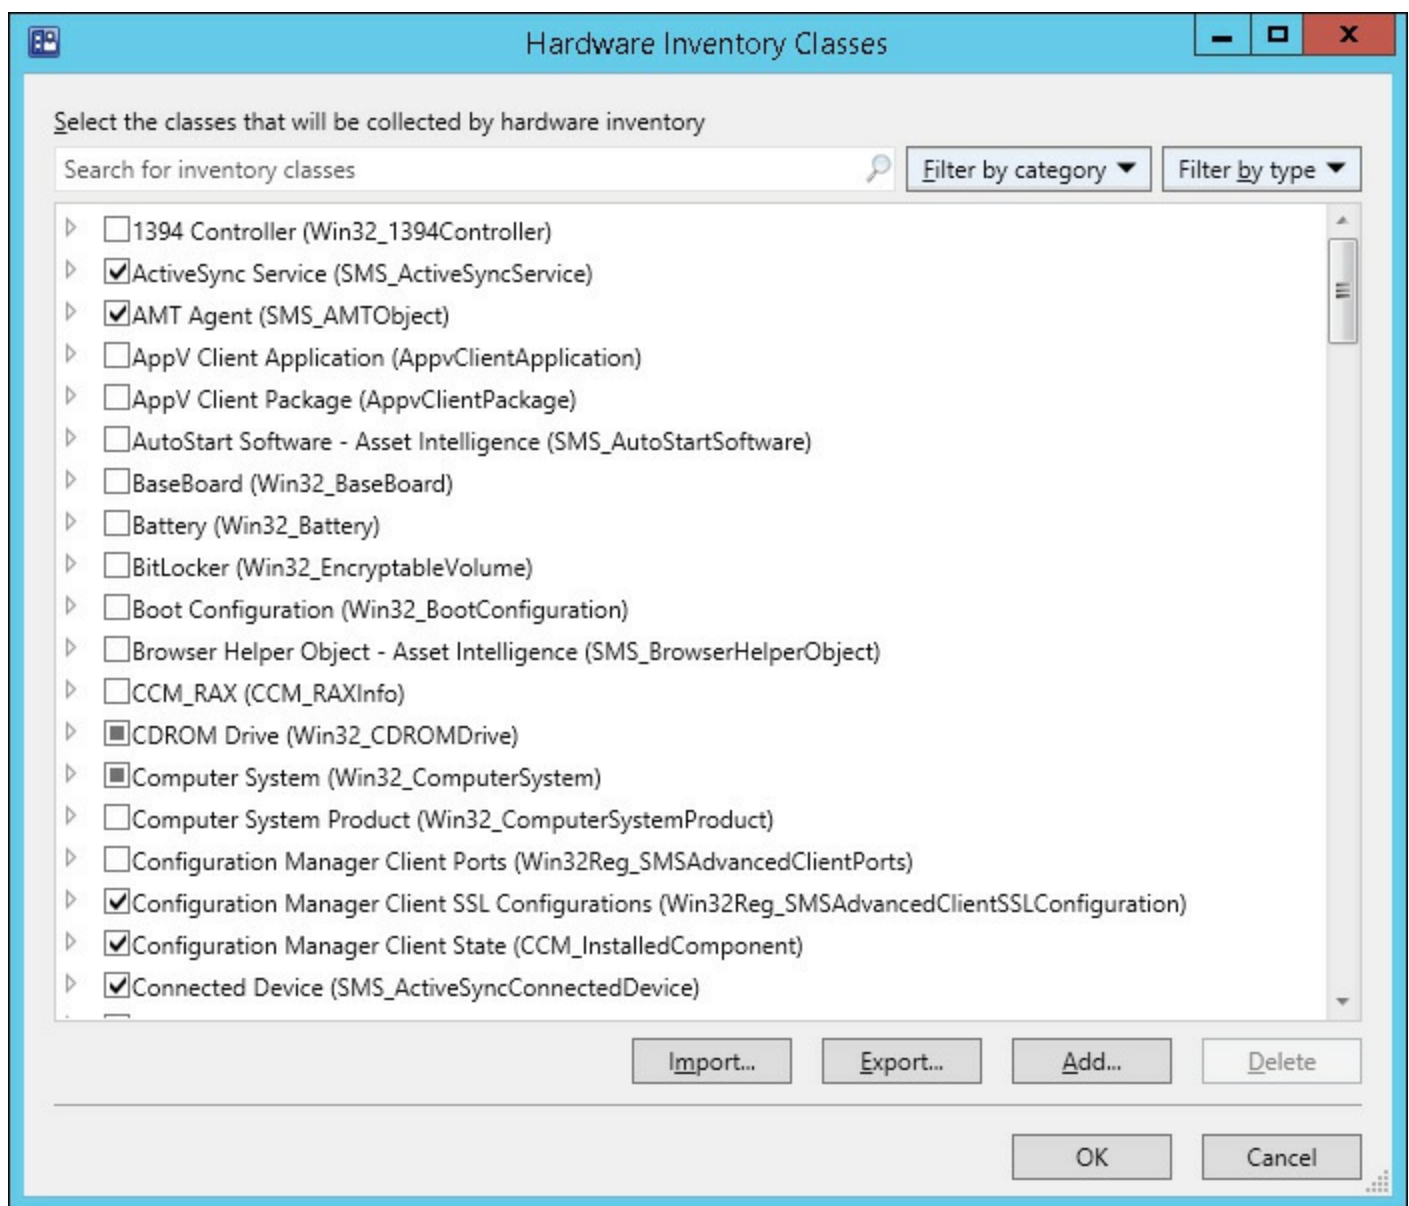 Hardware Inventory Classes
Select the classes that will be collected by hardware inventory
Search for inventory classes
Filter by category
Filter by type
1394 Controller (Win32_1394Controller)
ActiveSync Service (SMS_ActiveSyncService)
AMT Agent (SMS_AMTObject)
AppV Client Application (AppvClientApplication)
AppV Client Package (AppvClientPackage)
AutoStart Software - Asset Intelligence (SMS_AutoStartSoftware)
BaseBoard (Win32_BaseBoard)
Battery (Win32_Battery)
BitLocker (Win32_EncryptableVolume)
Boot Configuration (Win32_BootConfiguration)
Browser Helper Object - Asset Intelligence (SMS_BrowserHelperObject)
CCM_RAX (CCM_RAXInfo)
CDROM Drive (Win32_CDROMDrive)
Computer System (Win32_ComputerSystem)
Computer System Product (Win32_ComputerSystemProduct)
Configuration Manager Client Ports (Win32Reg_SMSAdvancedClientPorts)
Configuration Manager Client SSL Configurations (Win32Reg_SMSAdvancedClientSSLConfiguration)
Configuration Manager Client State (CCM_InstalledComponent)
Connected Device (SMS_ActiveSyncConnectedDevice)
Import...
Export...
Add...
Delete
OK
Cancel